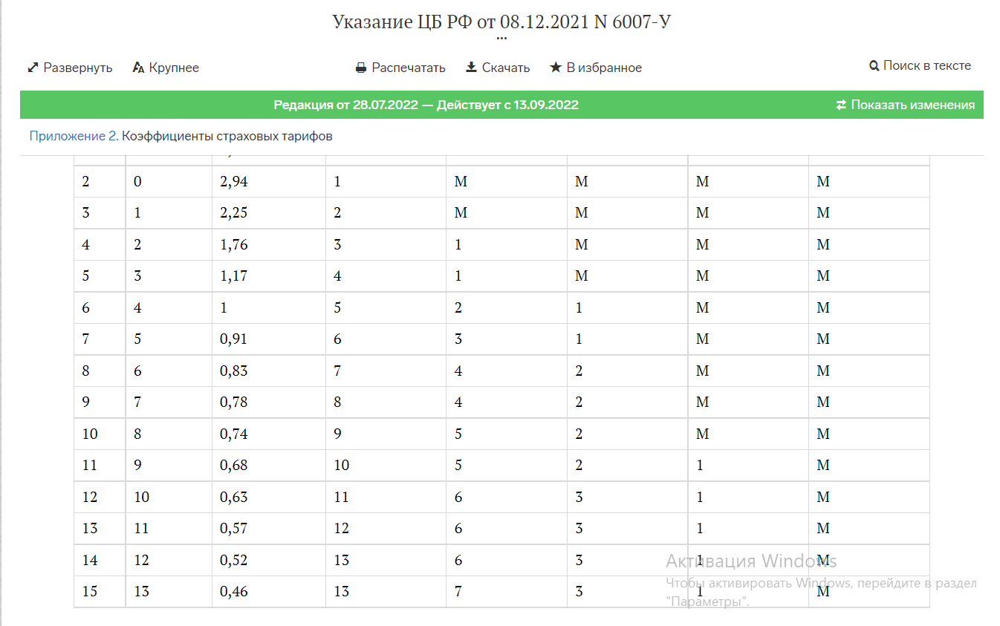 Указание ЦБ РФ от 08.12.2021 N 6007-У
...
Развернуть Крупнее Распечатать Скачать В избранное Поиск в тексте
Редакция от 28.07.2022 — Действует с 13.09.2022 Показать изменения
Приложение 2. Коэффициенты страховых тарифов
2 0 2,94 1 М М М М
3 1 2,25 2 М М М М
4 2 1,76 3 1 М М М
5 3 1,17 4 1 М М М
6 4 1 5 2 1 М М
7 5 0,91 6 3 1 М М
8 6 0,83 7 4 2 М М
9 7 0,78 8 4 2 М М
10 8 0,74 9 5 2 М М
11 9 0,68 10 5 2 1 М
12 10 0,63 11 6 3 1 М
13 11 0,57 12 6 3 1 М
14 12 0,52 13 6 3 1 М
15 13 0,46 13 7 3 1 М
Активация Windows
Чтобы активировать Windows, перейдите в раздел
"Параметры".